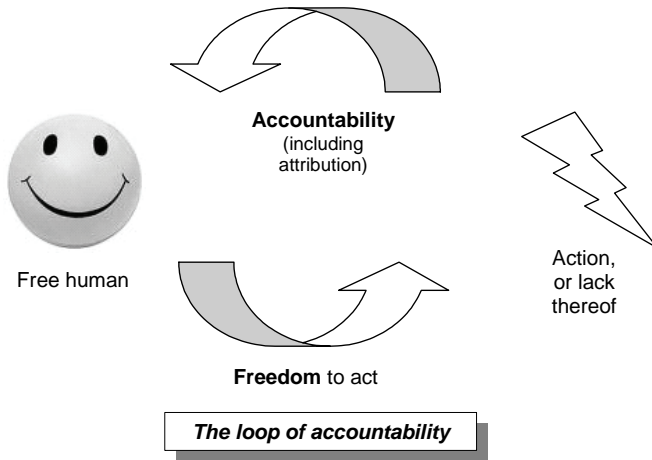 Accountability
(including
attribution)
Free human
Action,
or lack
thereof
Freedom to act
The loop of accountability